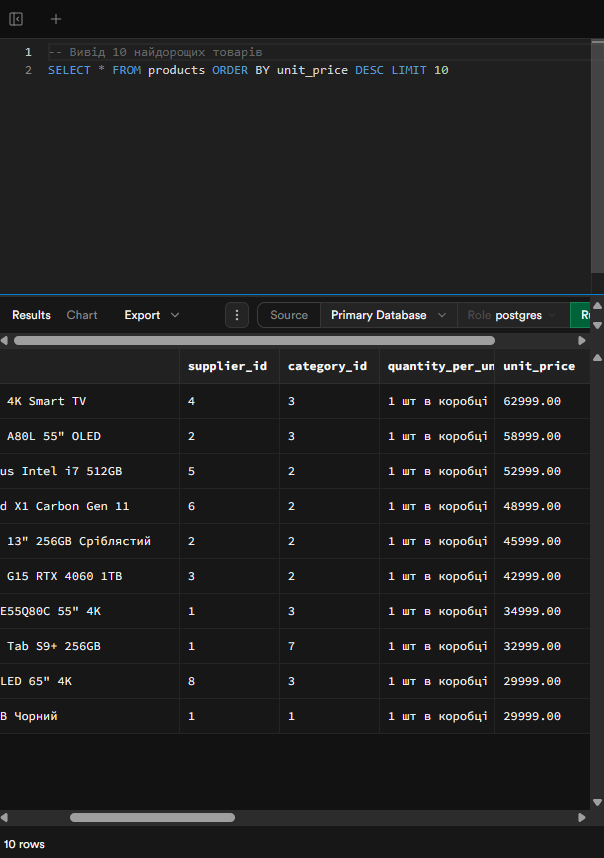 1 -- Вивід 10 найдорощих товарів
2 SELECT * FROM products ORDER BY unit_price DESC LIMIT 10
Results Chart Export Source Primary Database Role postgres
supplier_id category_id quantity_per_un unit_price
4K Smart TV 4 3 1 шт в коробці 62999.00
A80L 55" OLED 2 3 1 шт в коробці 58999.00
us Intel i7 512GB 5 2 1 шт в коробці 52999.00
d X1 Carbon Gen 11 6 2 1 шт в коробці 48999.00
13" 256GB Сріблястий 2 2 1 шт в коробці 45999.00
G15 RTX 4060 1TB 3 2 1 шт в коробці 42999.00
E55Q80C 55" 4K 1 3 1 шт в коробці 34999.00
Tab S9+ 256GB 1 7 1 шт в коробці 32999.00
LED 65" 4K 8 3 1 шт в коробці 29999.00
B Чорний 1 1 1 шт в коробці 29999.00
10 rows